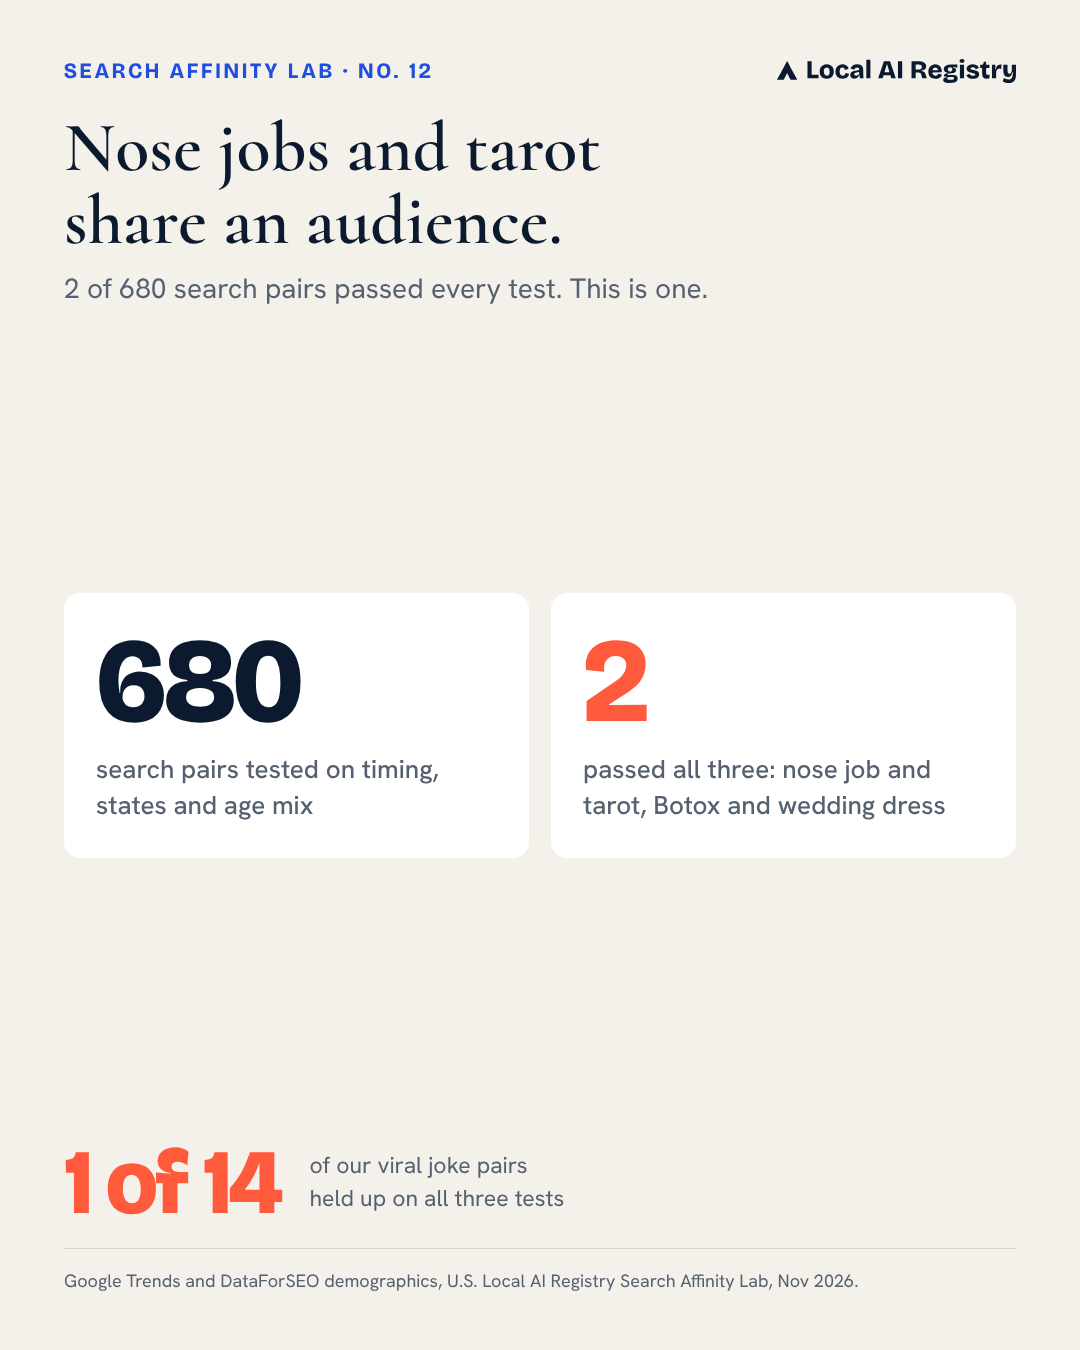 SEARCH AFFINITY LAB · NO. 12
Local AI Registry
Nose jobs and tarot
share an audience.
2 of 680 search pairs passed every test. This is one.
680
search pairs tested on timing,
states and age mix
2
passed all three: nose job and
tarot, Botox and wedding dress
1 of 14
of our viral joke pairs
held up on all three tests
Google Trends and DataForSEO demographics, U.S. Local AI Registry Search Affinity Lab, Nov 2026.